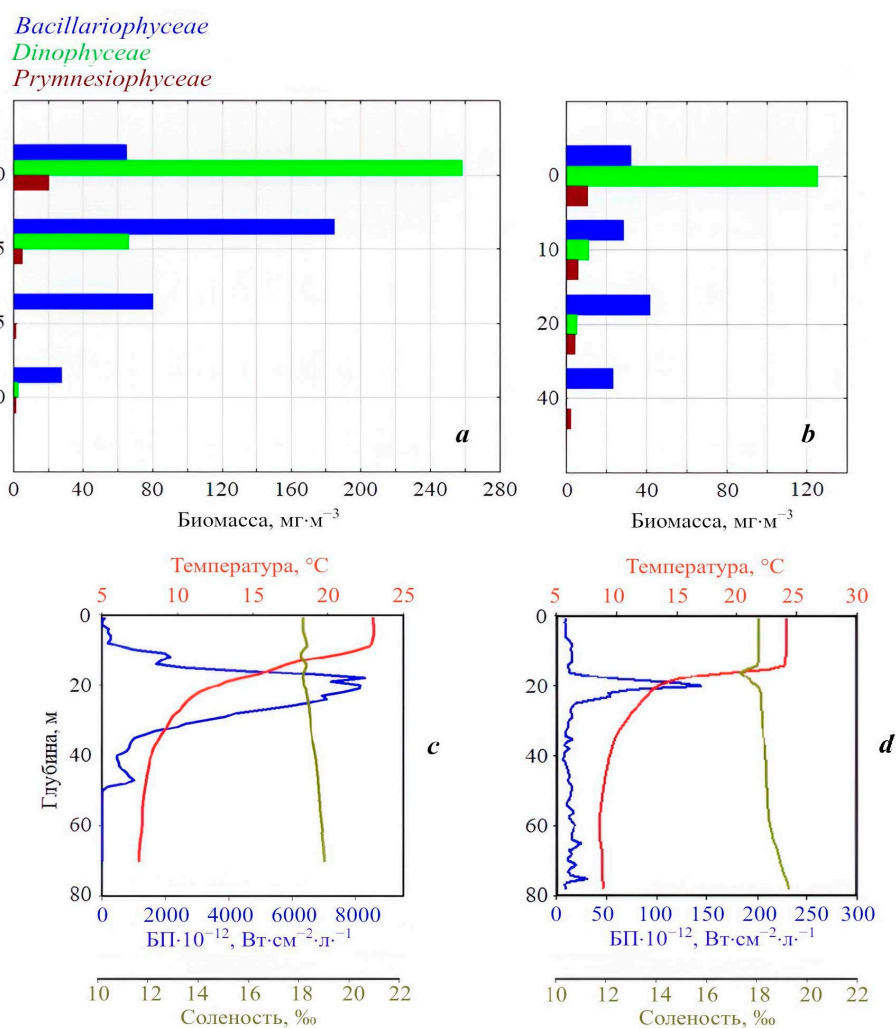 Bacillariophyceae
Dinophyceae
Prymnesiophyceae
0
5
5
0
a
0 40 80 120 160 200 240 280
Биомасса, мг·м⁻³
0
10
20
40
b
0 40 80 120
Биомасса, мг·м⁻³
Температура, °C
5 10 15 20 25
0
20
40
60
80
Глубина, м
c
0 2000 4000 6000 8000
БП·10⁻¹², Вт·см⁻²·л·⁻¹
10 12 14 16 18 20 22
Соленость, ‰
Температура, °C
5 10 15 20 25 30
0
20
40
60
80
d
0 50 100 150 200 250 300
БП·10⁻¹², Вт·см⁻²·л·⁻¹
10 12 14 16 18 20 22
Соленость, ‰